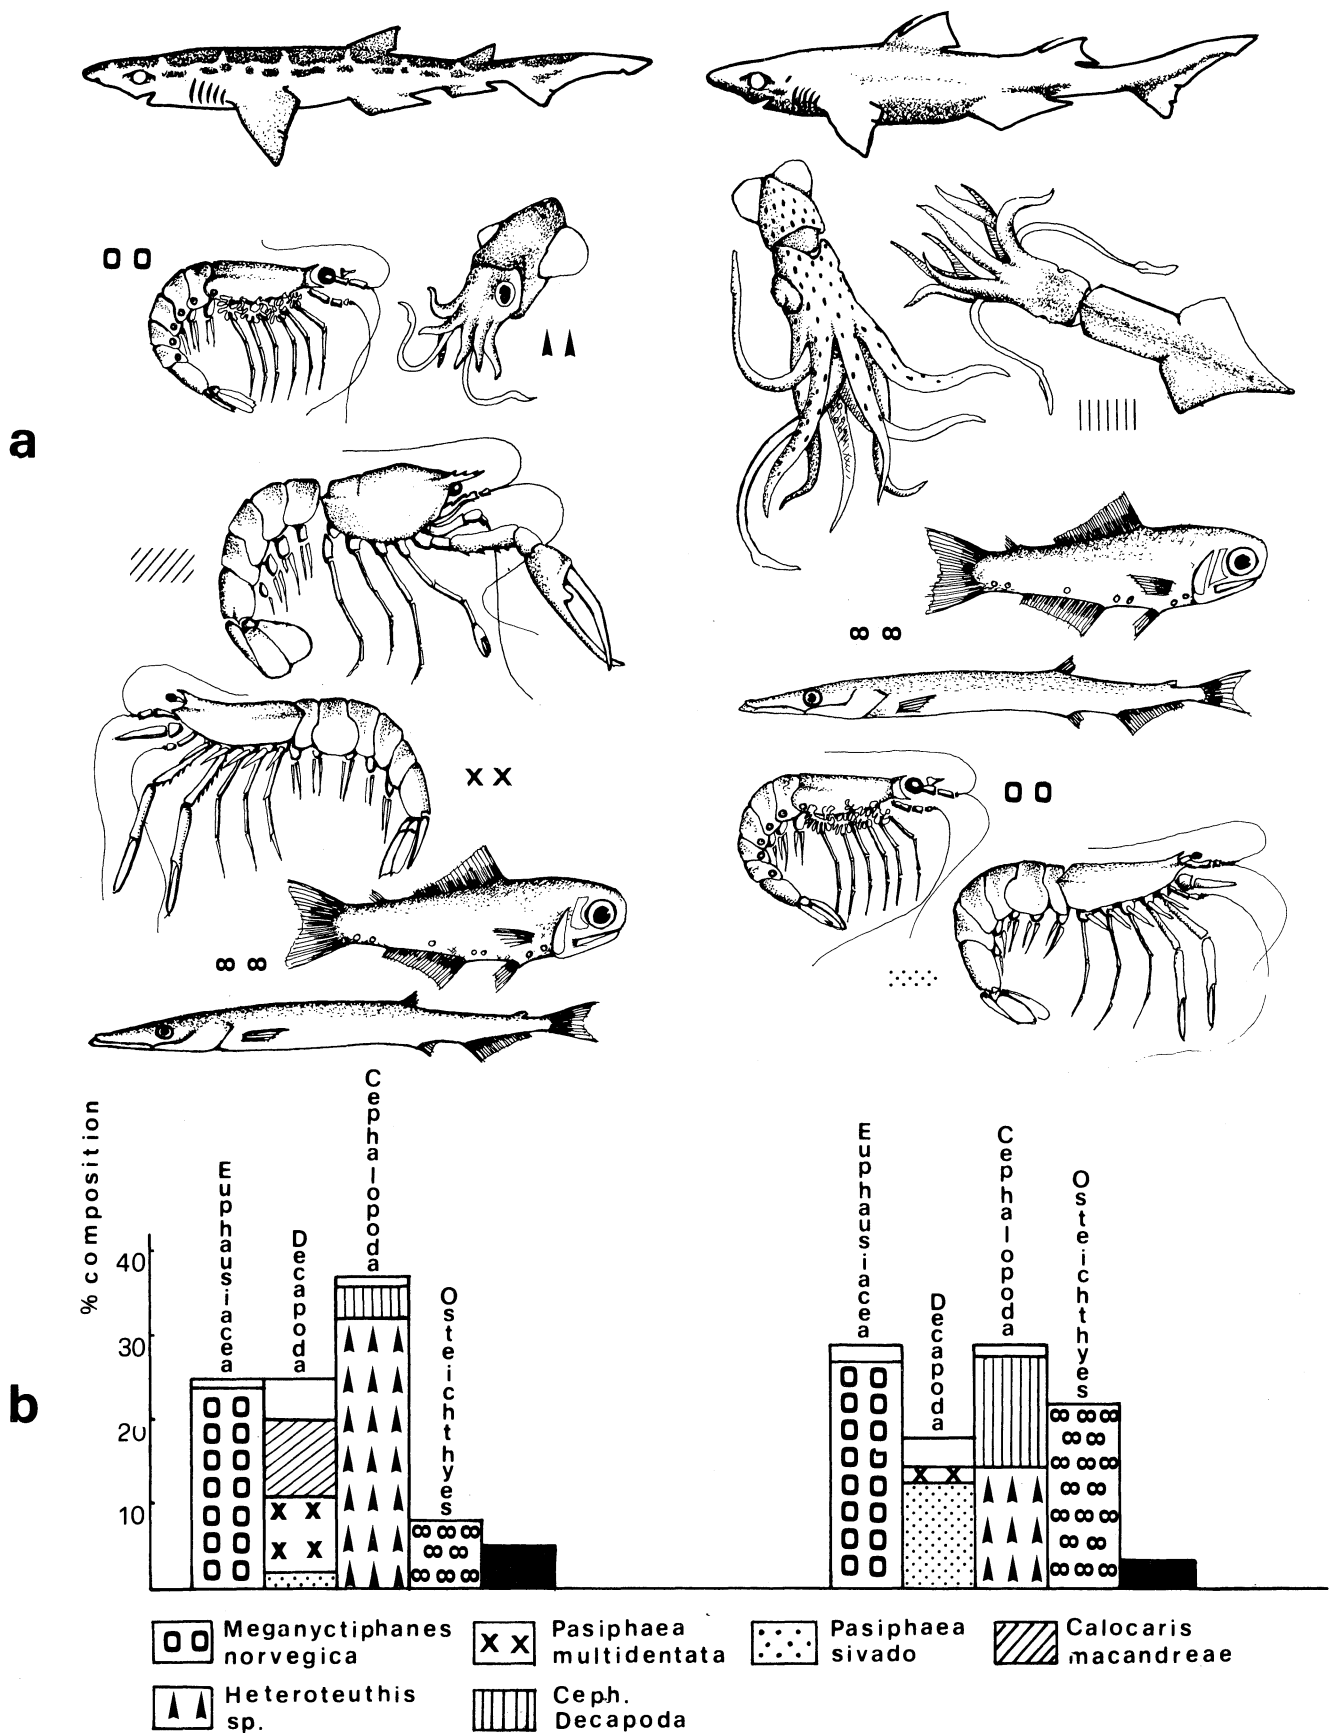 a
% composition
40
30
20
10
Euphausiacea
Decapoda
Cephalopoda
Osteichthyes
Euphausiacea
Decapoda
Cephalopoda
Osteichthyes
b
Meganyctiphanes
norvegica
Pasiphaea
multidentata
Pasiphaea
sivado
Calocaris
macandreae
Heteroteuthis
sp.
Ceph.
Decapoda